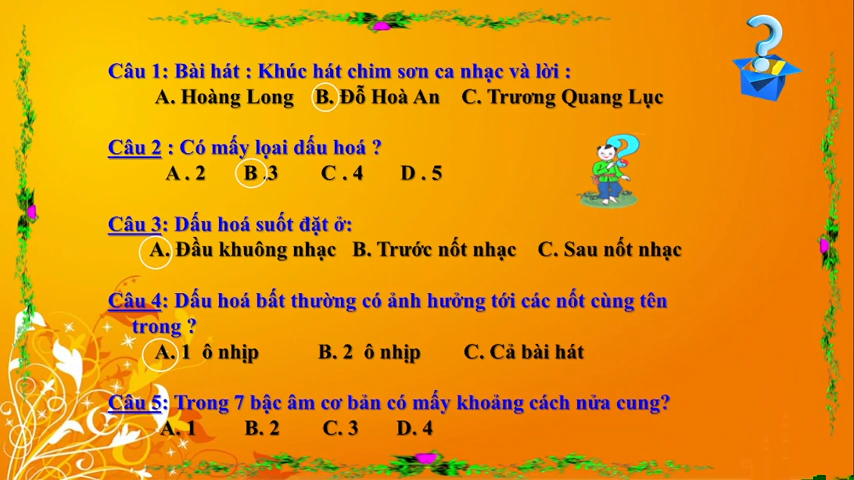 Câu 1: Bài hát : Khúc hát chim sơn ca nhạc và lời :
A. Hoàng Long B. Đỗ Hoà An C. Trương Quang Lục
Câu 2 : Có mấy lọai dấu hoá ?
A . 2 B .3 C . 4 D . 5
Câu 3: Dấu hoá suốt đặt ở:
A. Đầu khuông nhạc B. Trước nốt nhạc C. Sau nốt nhạc
Câu 4: Dấu hoá bất thường có ảnh hưởng tới các nốt cùng tên
trong ?
A. 1 ô nhịp B. 2 ô nhịp C. Cả bài hát
Câu 5: Trong 7 bậc âm cơ bản có mấy khoảng cách nửa cung?
A. 1 B. 2 C. 3 D. 4